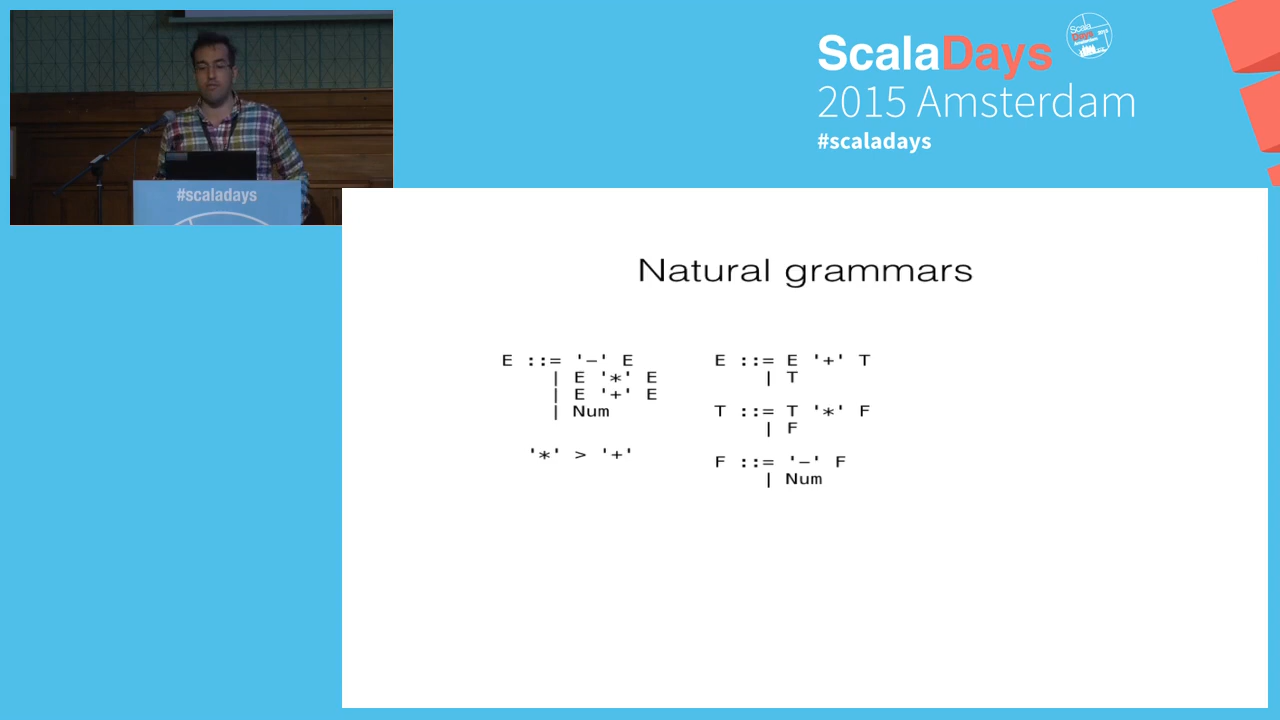 ScalaDays
2015 Amsterdam
#scaladays
#scaladays
Natural grammars
E ::= '-' E
| E '*' E
| E '+' E
| Num
'*' > '+'
E ::= E '+' T
| T
T ::= T '*' F
| F
F ::= '-' F
| Num